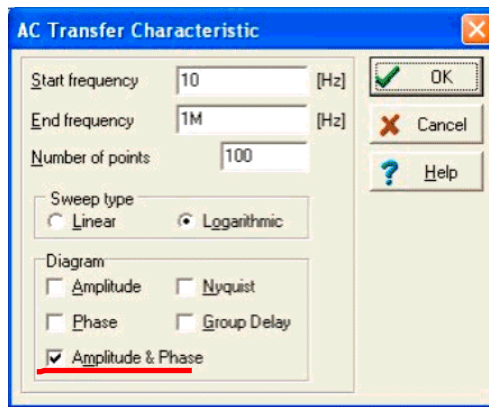 AC Transfer Characteristic
Start frequency 10 [Hz]
End frequency 1M [Hz]
Number of points 100
Sweep type
Linear Logarithmic
Diagram
Amplitude Nyquist
Phase Group Delay
Amplitude & Phase
OK
Cancel
? Help